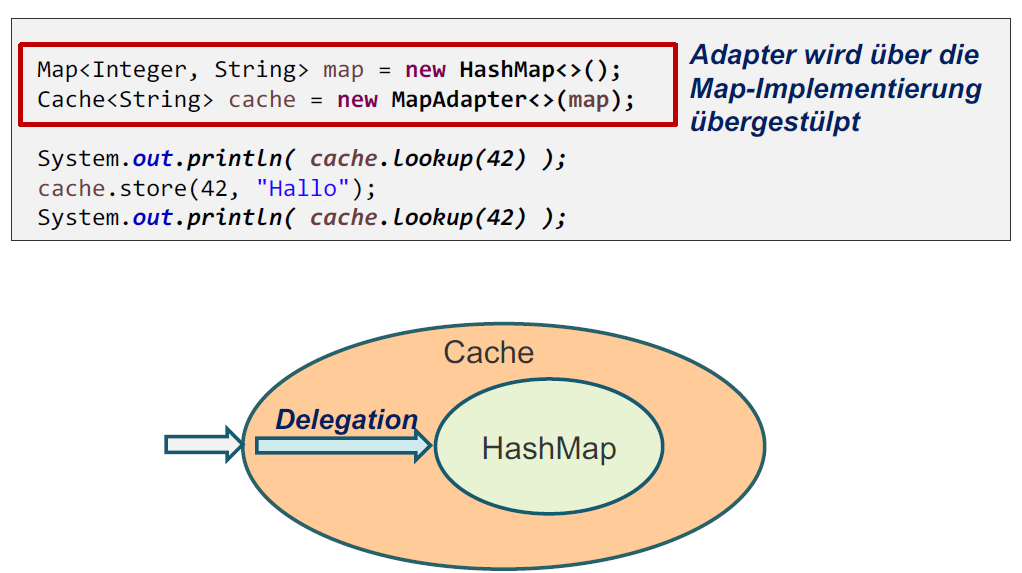 Map<Integer, String> map = new HashMap<>();
Cache<String> cache = new MapAdapter<>(map);
Adapter wird über die
Map-Implementierung
übergestülpt
System.out.println( cache.lookup(42) );
cache.store(42, "Hallo");
System.out.println( cache.lookup(42) );
Cache
Delegation
HashMap